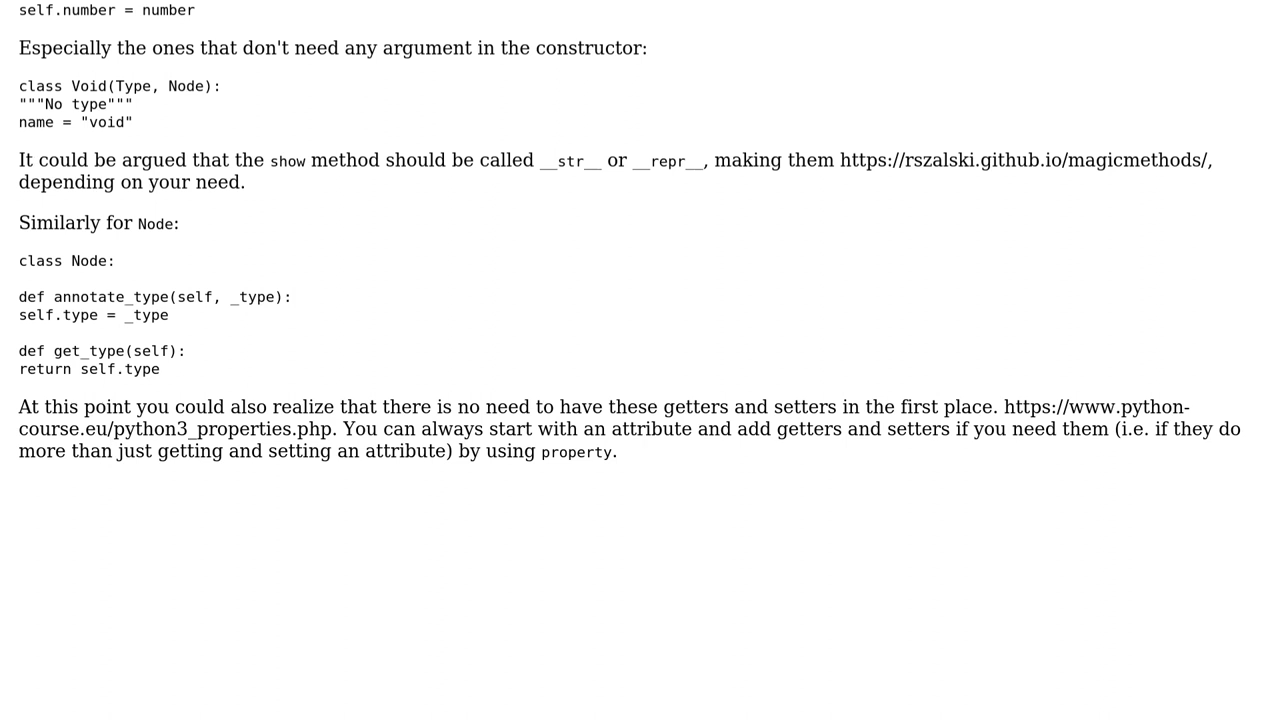 self.number = number
Especially the ones that don't need any argument in the constructor:
class Void(Type, Node):
"""No type"""
name = "void"
It could be argued that the show method should be called __str__ or __repr__, making them https://rszalski.github.io/magicmethods/,
depending on your need.
Similarly for Node:
class Node:
def annotate_type(self, _type):
self.type = _type
def get_type(self):
return self.type
At this point you could also realize that there is no need to have these getters and setters in the first place. https://www.python-
course.eu/python3_properties.php. You can always start with an attribute and add getters and setters if you need them (i.e. if they do
more than just getting and setting an attribute) by using property.